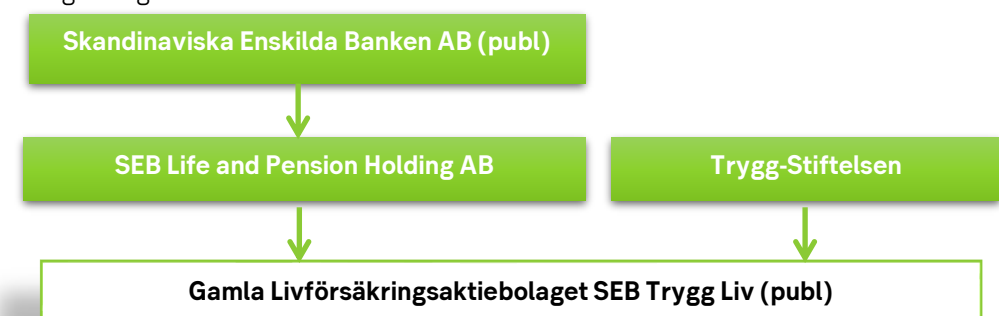 Skandinaviska Enskilda Banken AB (publ)
SEB Life and Pension Holding AB
Trygg-Stiftelsen
Gamla Livförsäkringsaktiebolaget SEB Trygg Liv (publ)